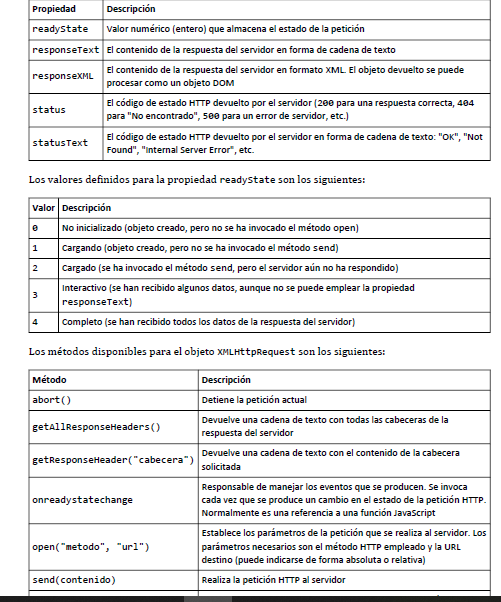 Propiedad Descripción
readyState Valor numérico (entero) que almacena el estado de la petición
responseText El contenido de la respuesta del servidor en forma de cadena de texto
responseXML El contenido de la respuesta del servidor en formato XML. El objeto devuelto se puede
procesar como un objeto DOM
status El código de estado HTTP devuelto por el servidor (200 para una respuesta correcta, 404
para "No encontrado", 500 para un error de servidor, etc.)
statusText El código de estado HTTP devuelto por el servidor en forma de cadena de texto: "OK", "Not
Found", "Internal Server Error", etc.
Los valores definidos para la propiedad readyState son los siguientes:
Valor Descripción
0 No inicializado (objeto creado, pero no se ha invocado el método open)
1 Cargando (objeto creado, pero no se ha invocado el método send)
2 Cargado (se ha invocado el método send, pero el servidor aún no ha respondido)
3 Interactivo (se han recibido algunos datos, aunque no se puede emplear la propiedad
responseText)
4 Completo (se han recibido todos los datos de la respuesta del servidor)
Los métodos disponibles para el objeto XMLHttpRequest son los siguientes:
Método Descripción
abort() Detiene la petición actual
getAllResponseHeaders() Devuelve una cadena de texto con todas las cabeceras de la
respuesta del servidor
getResponseHeader("cabecera") Devuelve una cadena de texto con el contenido de la cabecera
solicitada
onreadystatechange Responsable de manejar los eventos que se producen. Se invoca
cada vez que se produce un cambio en el estado de la petición HTTP.
Normalmente es una referencia a una función JavaScript
open("metodo", "url") Establece los parámetros de la petición que se realiza al servidor. Los
parámetros necesarios son el método HTTP empleado y la URL
destino (puede indicarse de forma absoluta o relativa)
send(contenido) Realiza la petición HTTP al servidor